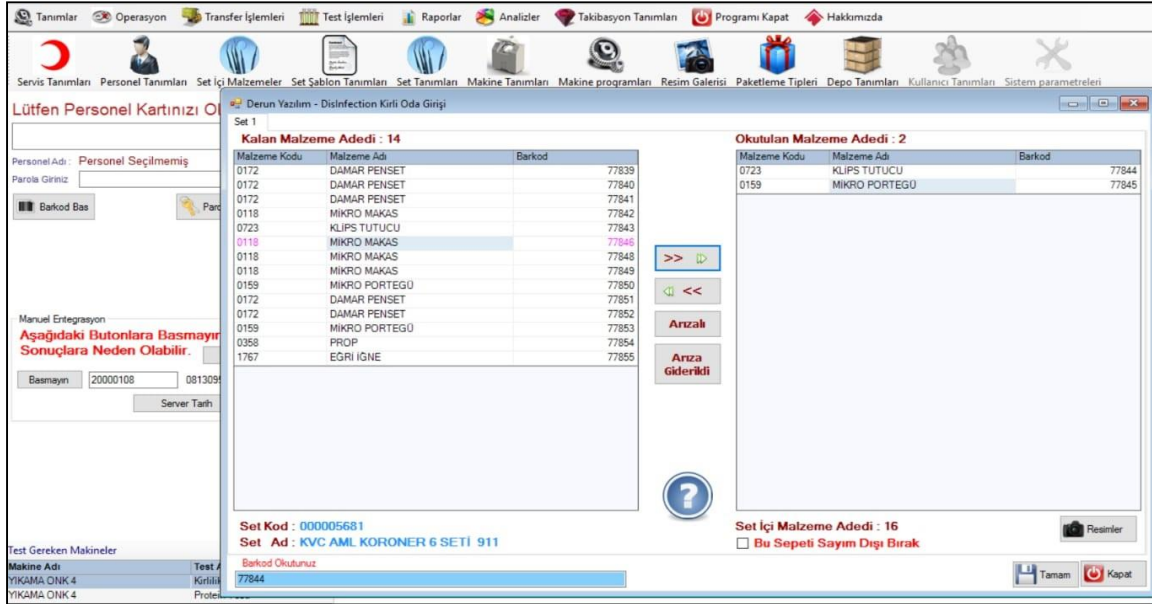 Tanımlar Operasyon Transfer İşlemleri Test İşlemleri Raporlar Analizler Takibasyon Tanımları Programı Kapat Hakkımızda
Servis Tanımları Personel Tanımları Set İçi Malzemeler Set Şablon Tanımları Set Tanımları Makine Tanımları Makine programları Resim Galerisi Paketleme Tipleri Depo Tanımları Kullanıcı Tanımları Sistem parametreleri
Lütfen Personel Kartınızı
Personel Adı : Personel Seçilmemiş
Parola Giriniz
Barkod Bas
Manuel Entegrasyon
Aşağıdaki Butonlara
Sonuçlara Neden Olabilir.
Basmayın 20000108
Server Tarih
Test Gereken Makineler
Makine Adı
YIKAMA ONK 4
YIKAMA ONK 4
Derun Yazılım - DisInfection Kirli Oda Girişi
Set 1
Kalan Malzeme Adedi : 14
Malzeme Kodu Malzeme Adı Barkod
0172 DAMAR PENSET 77839
0172 DAMAR PENSET 77840
0172 DAMAR PENSET 77841
0118 MİKRO MAKAS 77842
0723 KLİPS TUTUCU 77843
0118 MİKRO MAKAS 77846
0118 MİKRO MAKAS 77848
0118 MİKRO MAKAS 77849
0159 MİKRO PORTEGÜ 77850
0172 DAMAR PENSET 77851
0172 DAMAR PENSET 77852
0159 MİKRO PORTEGÜ 77853
0358 PROP 77854
1767 EĞRİ İĞNE 77855
>>
<<
Arızalı
Arıza
Giderildi
?
Okutulan Malzeme Adedi : 2
Malzeme Kodu Malzeme Adı Barkod
0723 KLİPS TUTUCU 77844
0159 MİKRO PORTEGÜ 77845
Set Kod : 000005681
Set Ad : KVC AML KORONER 6 SETİ 911
Set İçi Malzeme Adedi : 16
Bu Sepeti Sayım Dışı Bırak
Resimler
Barkod Okutunuz
77844
Tamam Kapat